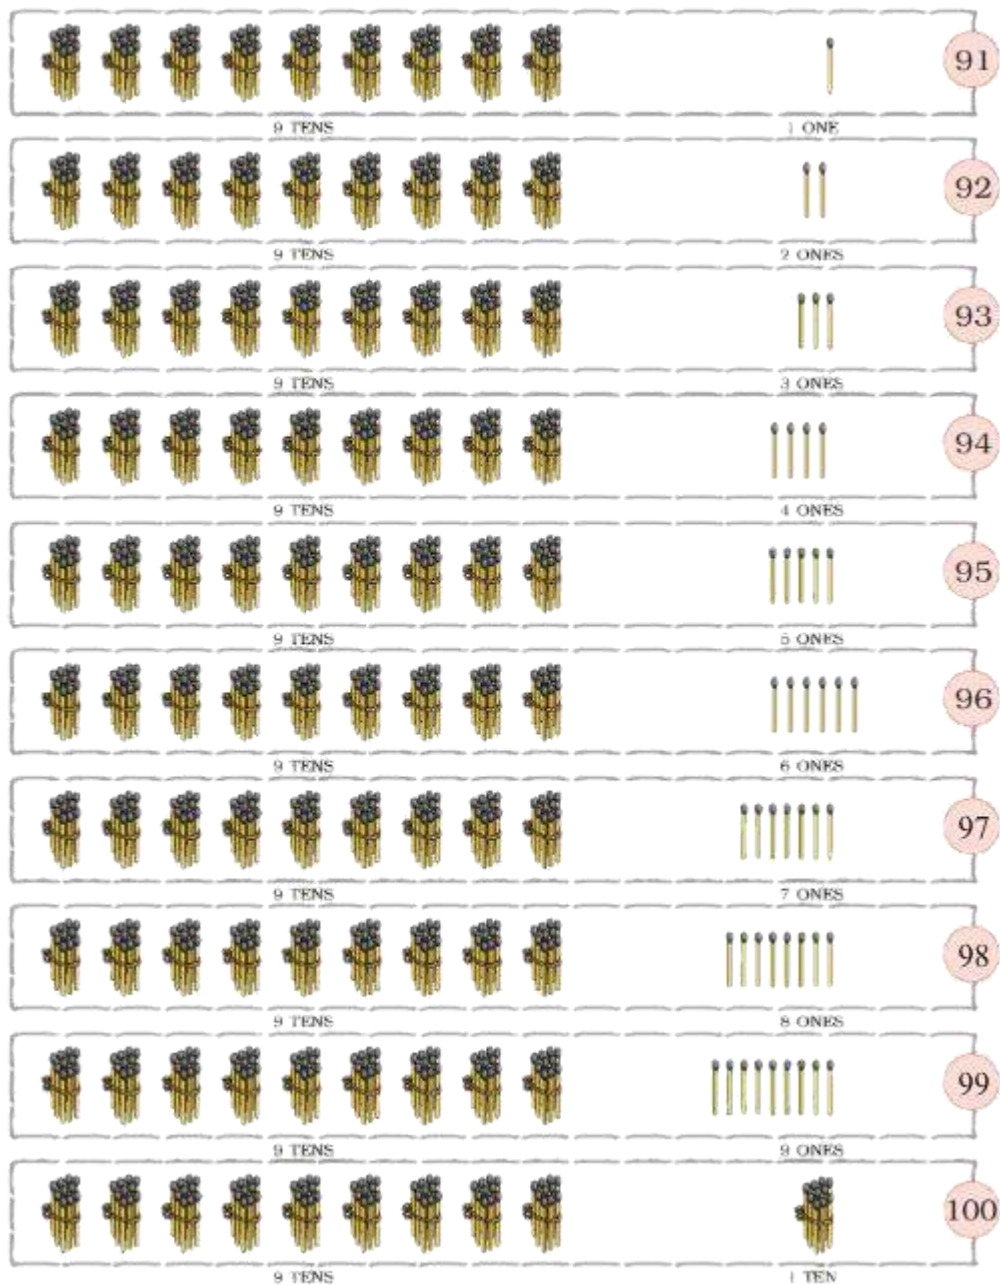 91
9 TENS 1 ONE
92
9 TENS 2 ONES
93
9 TENS 3 ONES
94
9 TENS 4 ONES
95
9 TENS 5 ONES
96
9 TENS 6 ONES
97
9 TENS 7 ONES
98
9 TENS 8 ONES
99
9 TENS 9 ONES
100
9 TENS 1 TEN